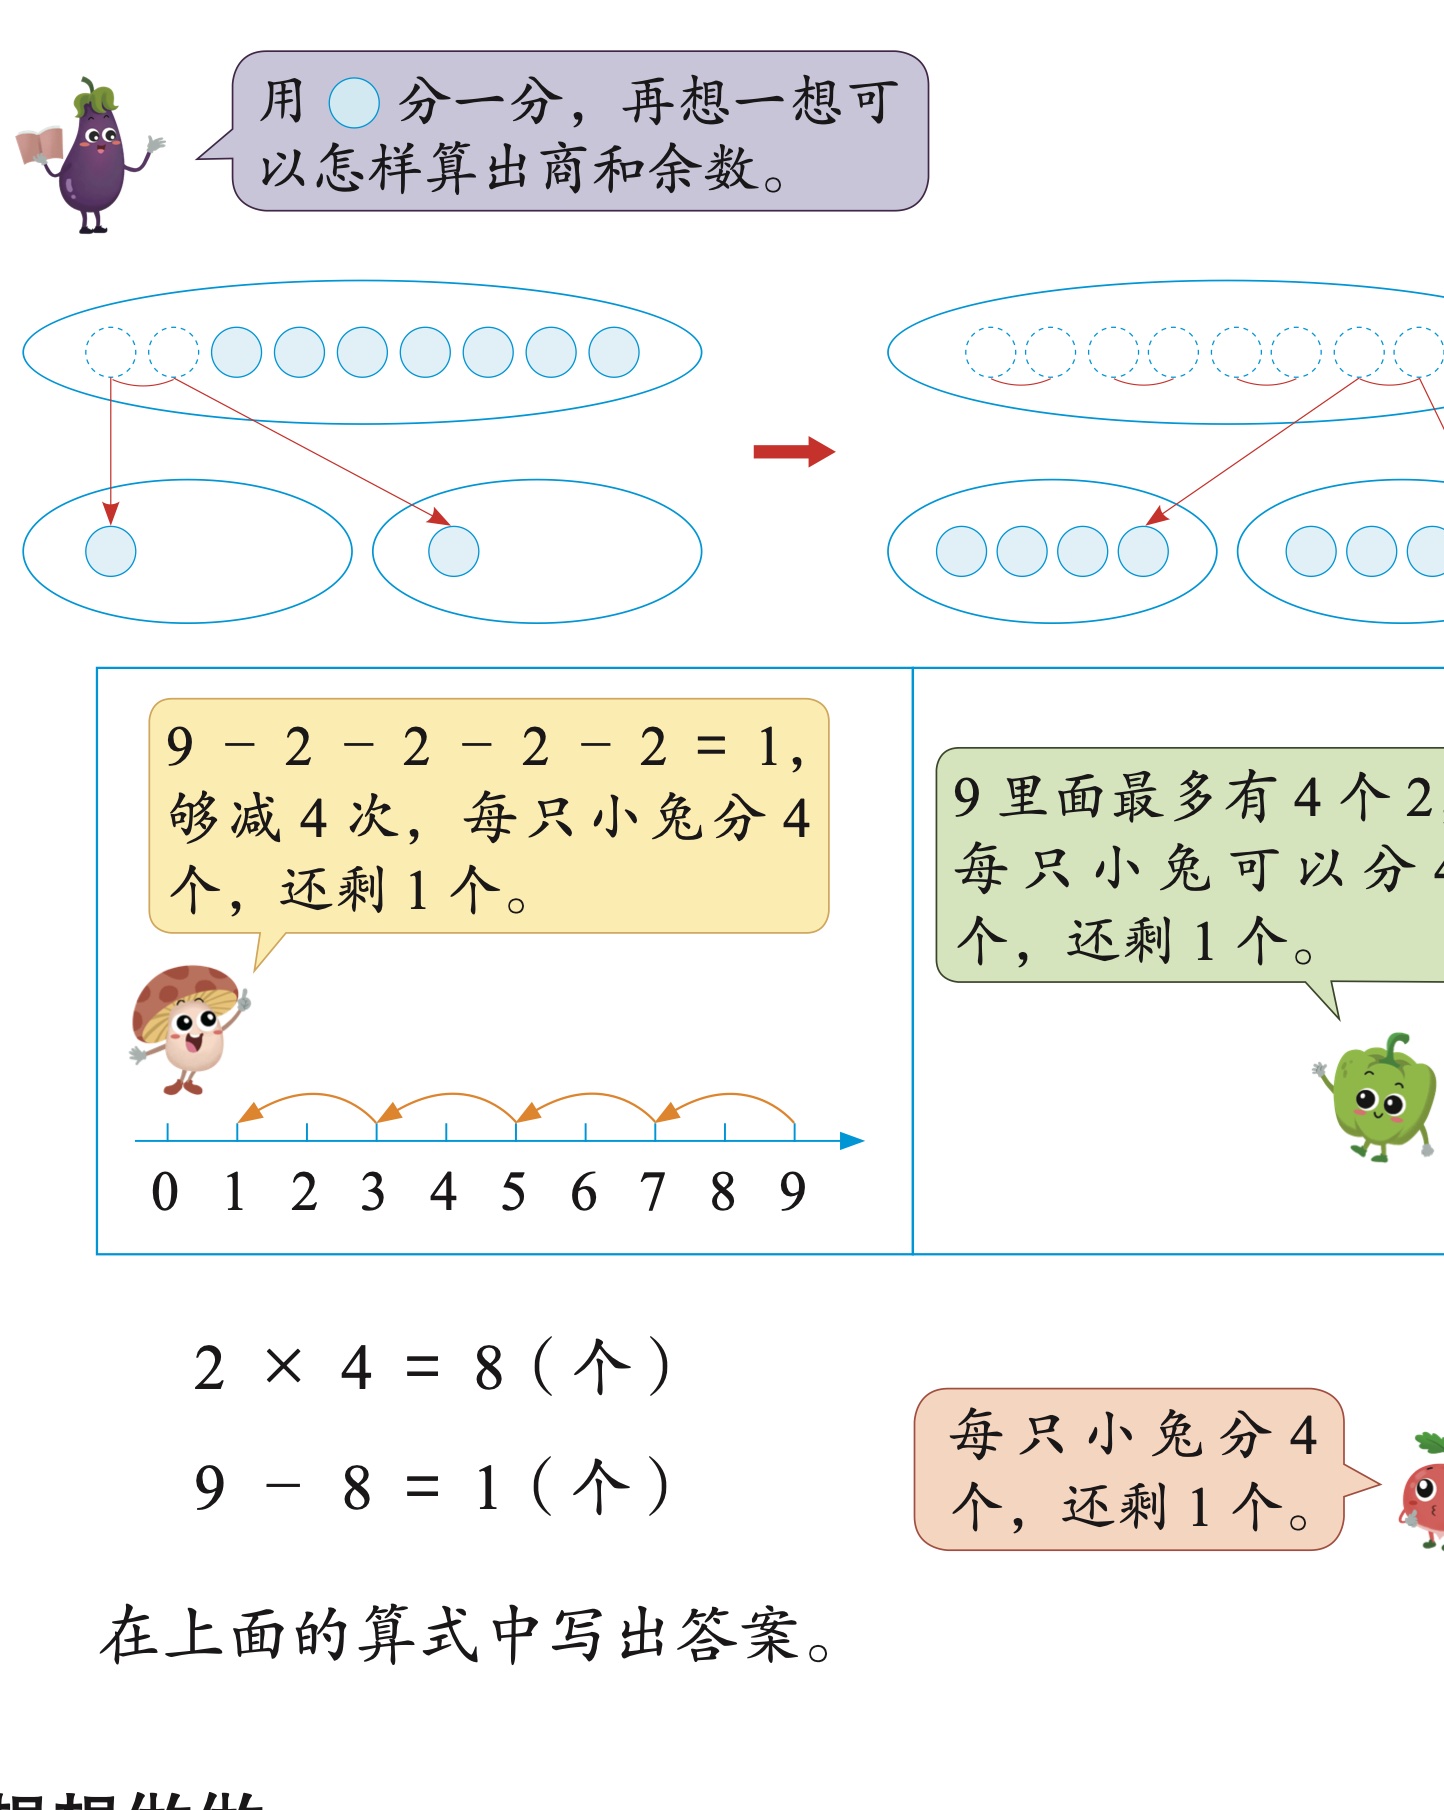 用 分一分，再想一想可
以怎样算出商和余数。
9 － 2 － 2 － 2 － 2 = 1，
够减 4 次，每只小兔分 4
个，还剩 1 个。
9 里面最多有 4 个 2
每只小兔可以分 4
个，还剩 1 个。
0 1 2 3 4 5 6 7 8 9
2 × 4 = 8（个）
9 － 8 = 1（个）
每只小兔分 4
个，还剩 1 个。
在上面的算式中写出答案。
想想做做